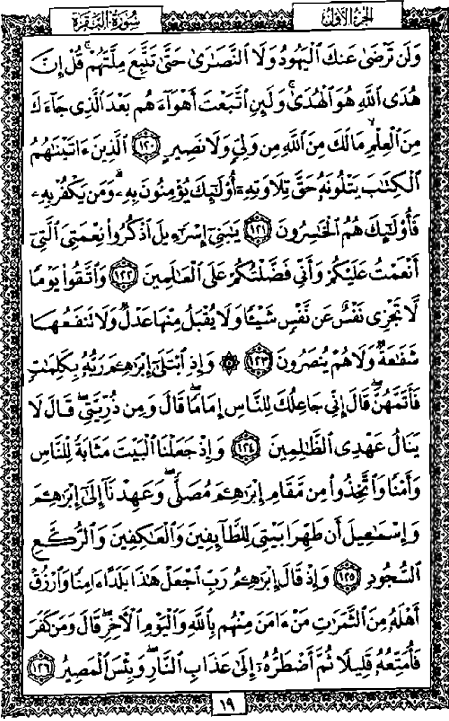 الجزء الأول سورة البقرة
وَلَن تَرْضَىٰ عَنكَ ٱلْيَهُودُ وَلَا ٱلنَّصَـٰرَىٰ حَتَّىٰ تَتَّبِعَ مِلَّتَهُمْ ۗ قُلْ إِنَّ
هُدَى ٱللَّهِ هُوَ ٱلْهُدَىٰ ۗ وَلَئِنِ ٱتَّبَعْتَ أَهْوَآءَهُم بَعْدَ ٱلَّذِى جَآءَكَ
مِنَ ٱلْعِلْمِ ۙ مَا لَكَ مِنَ ٱللَّهِ مِن وَلِىٍّ وَلَا نَصِيرٍ ١٢٠ ٱلَّذِينَ ءَاتَيْنَـٰهُمُ
ٱلْكِتَـٰبَ يَتْلُونَهُۥ حَقَّ تِلَاوَتِهِۦٓ أُو۟لَـٰٓئِكَ يُؤْمِنُونَ بِهِۦ ۗ وَمَن يَكْفُرْ بِهِۦ
فَأُو۟لَـٰٓئِكَ هُمُ ٱلْخَـٰسِرُونَ ١٢١ يَـٰبَنِىٓ إِسْرَٰٓءِيلَ ٱذْكُرُوا۟ نِعْمَتِىَ ٱلَّتِىٓ
أَنْعَمْتُ عَلَيْكُمْ وَأَنِّى فَضَّلْتُكُمْ عَلَى ٱلْعَـٰلَمِينَ ١٢٢ وَٱتَّقُوا۟ يَوْمًا
لَّا تَجْزِى نَفْسٌ عَن نَّفْسٍ شَيْـًٔا وَلَا يُقْبَلُ مِنْهَا عَدْلٌ وَلَا تَنفَعُهَا
شَفَـٰعَةٌ وَلَا هُمْ يُنصَرُونَ ١٢٣ ۞ وَإِذِ ٱبْتَلَىٰٓ إِبْرَٰهِـۧمَ رَبُّهُۥ بِكَلِمَـٰتٍ
فَأَتَمَّهُنَّ ۖ قَالَ إِنِّى جَاعِلُكَ لِلنَّاسِ إِمَامًا ۖ قَالَ وَمِن ذُرِّيَّتِى ۖ قَالَ لَا
يَنَالُ عَهْدِى ٱلظَّـٰلِمِينَ ١٢٤ وَإِذْ جَعَلْنَا ٱلْبَيْتَ مَثَابَةً لِّلنَّاسِ
وَأَمْنًا وَٱتَّخِذُوا۟ مِن مَّقَامِ إِبْرَٰهِـۧمَ مُصَلًّى ۖ وَعَهِدْنَآ إِلَىٰٓ إِبْرَٰهِـۧمَ
وَإِسْمَـٰعِيلَ أَن طَهِّرَا بَيْتِىَ لِلطَّآئِفِينَ وَٱلْعَـٰكِفِينَ وَٱلرُّكَّعِ
ٱلسُّجُودِ ١٢٥ وَإِذْ قَالَ إِبْرَٰهِـۧمُ رَبِّ ٱجْعَلْ هَـٰذَا بَلَدًا ءَامِنًا وَٱرْزُقْ
أَهْلَهُۥ مِنَ ٱلثَّمَرَٰتِ مَنْ ءَامَنَ مِنْهُم بِٱللَّهِ وَٱلْيَوْمِ ٱلْـَٔاخِرِ ۖ قَالَ وَمَن كَفَرَ
فَأُمَتِّعُهُۥ قَلِيلًا ثُمَّ أَضْطَرُّهُۥٓ إِلَىٰ عَذَابِ ٱلنَّارِ ۖ وَبِئْسَ ٱلْمَصِيرُ ١٢٦
١٩